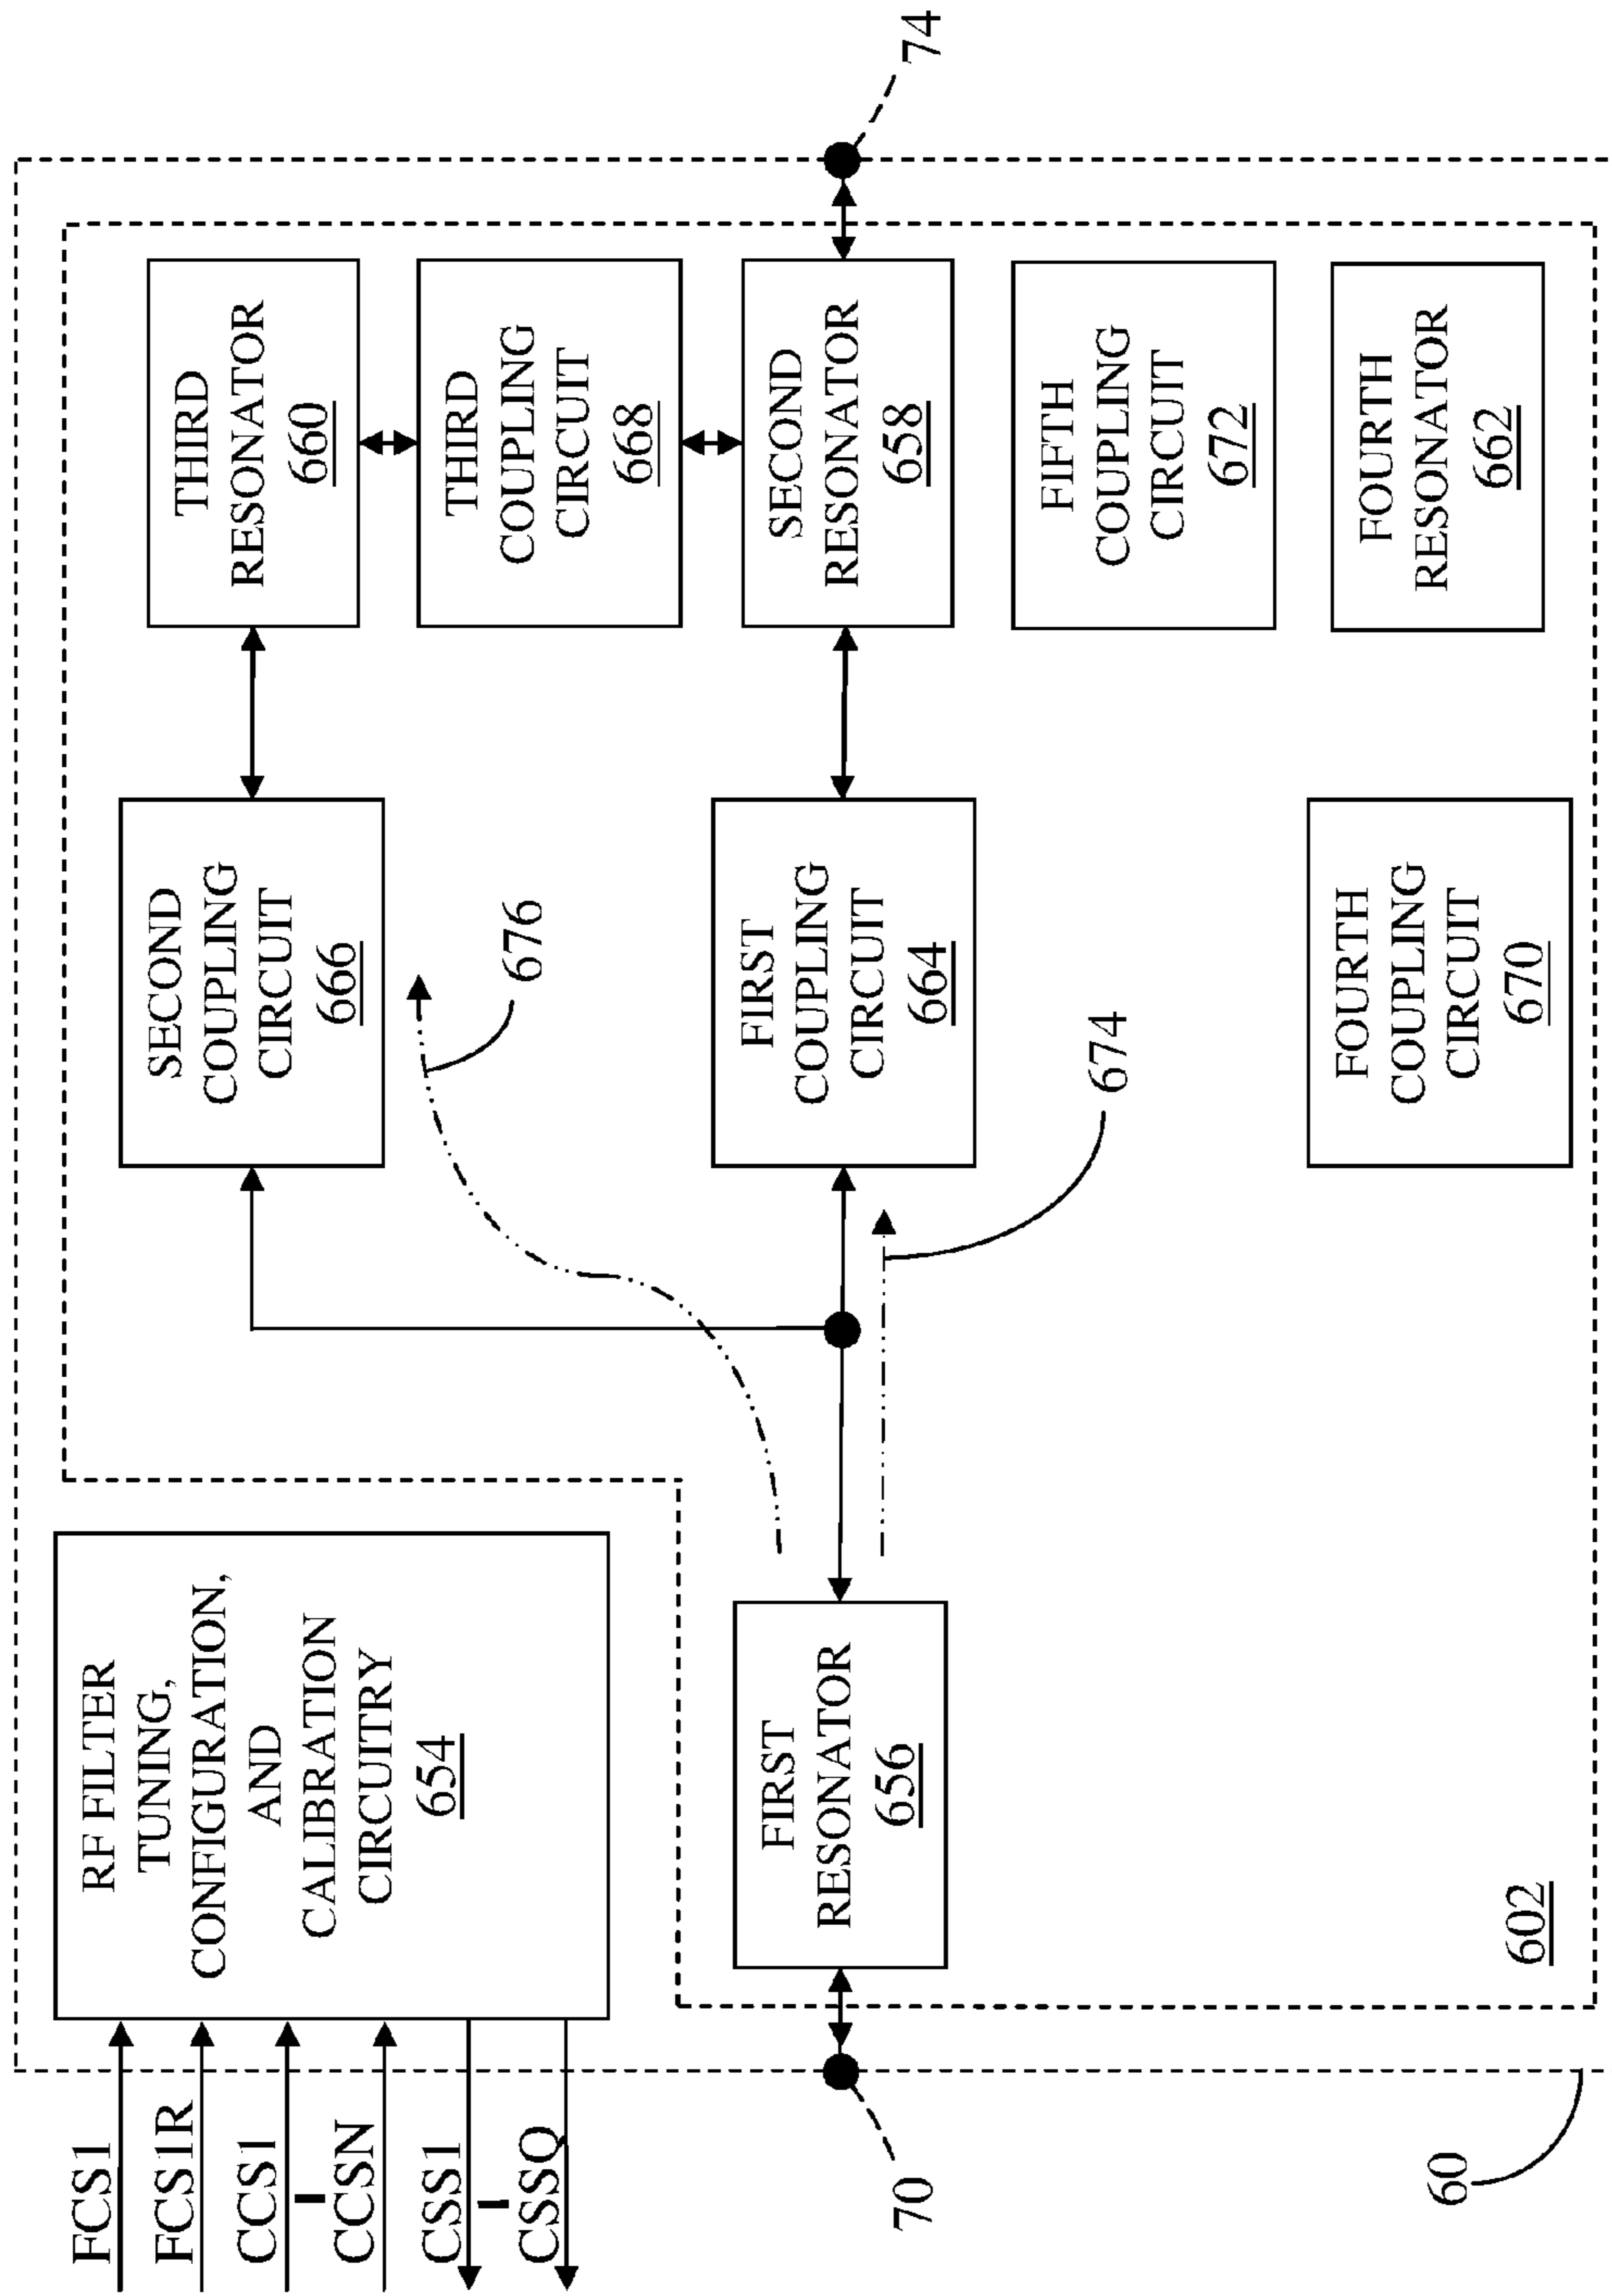 FCS1
FCS1R
CCS1
CCSN
CSS1
CSSQ
RF FILTER
TUNING,
CONFIGURATION,
AND
CALIBRATION
CIRCUITRY
654
SECOND
COUPLING
CIRCUIT
666
THIRD
RESONATOR
660
676
THIRD
COUPLING
CIRCUIT
668
70
FIRST
RESONATOR
656
FIRST
COUPLING
CIRCUIT
664
SECOND
RESONATOR
658
74
674
FIFTH
COUPLING
CIRCUIT
672
FOURTH
COUPLING
CIRCUIT
670
FOURTH
RESONATOR
662
602
60